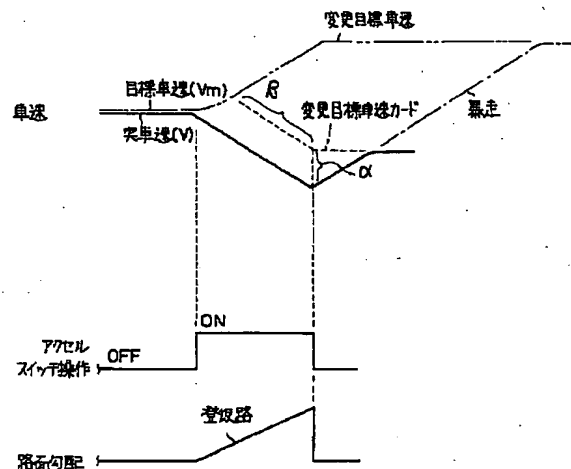 変更目標車速
目標車速(Vm)
R
車速
変更目標車速ガード
実車速(V)
暴走
α
ON
アクセル
スイッチ操作
OFF
登坂路
路面勾配